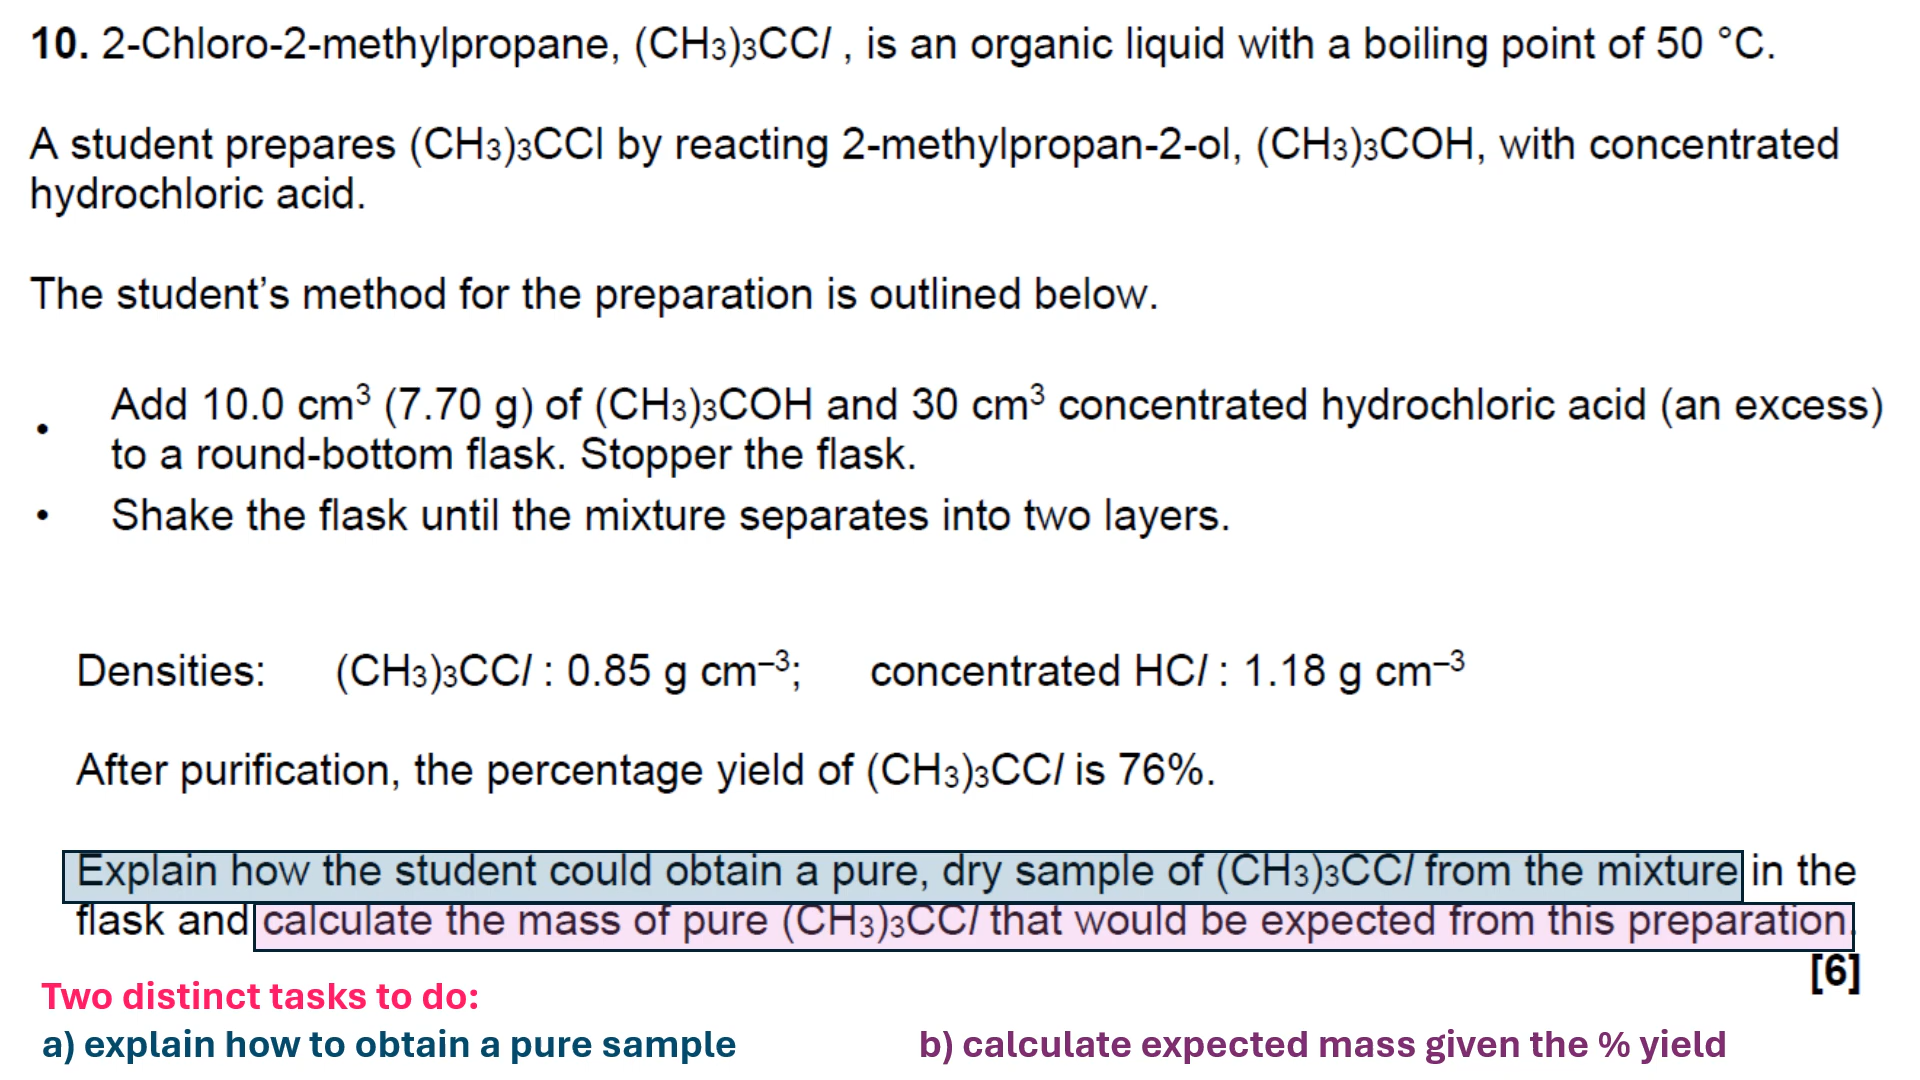 10. 2-Chloro-2-methylpropane, (CH3)3CCl , is an organic liquid with a boiling point of 50 °C.
A student prepares (CH3)3CCl by reacting 2-methylpropan-2-ol, (CH3)3COH, with concentrated
hydrochloric acid.
The student’s method for the preparation is outlined below.
• Add 10.0 cm³ (7.70 g) of (CH3)3COH and 30 cm³ concentrated hydrochloric acid (an excess)
to a round-bottom flask. Stopper the flask.
• Shake the flask until the mixture separates into two layers.
Densities: (CH3)3CCl : 0.85 g cm⁻³; concentrated HCl : 1.18 g cm⁻³
After purification, the percentage yield of (CH3)3CCl is 76%.
Explain how the student could obtain a pure, dry sample of (CH3)3CCl from the mixture in the
flask and calculate the mass of pure (CH3)3CCl that would be expected from this preparation.
[6]
Two distinct tasks to do:
a) explain how to obtain a pure sample b) calculate expected mass given the % yield